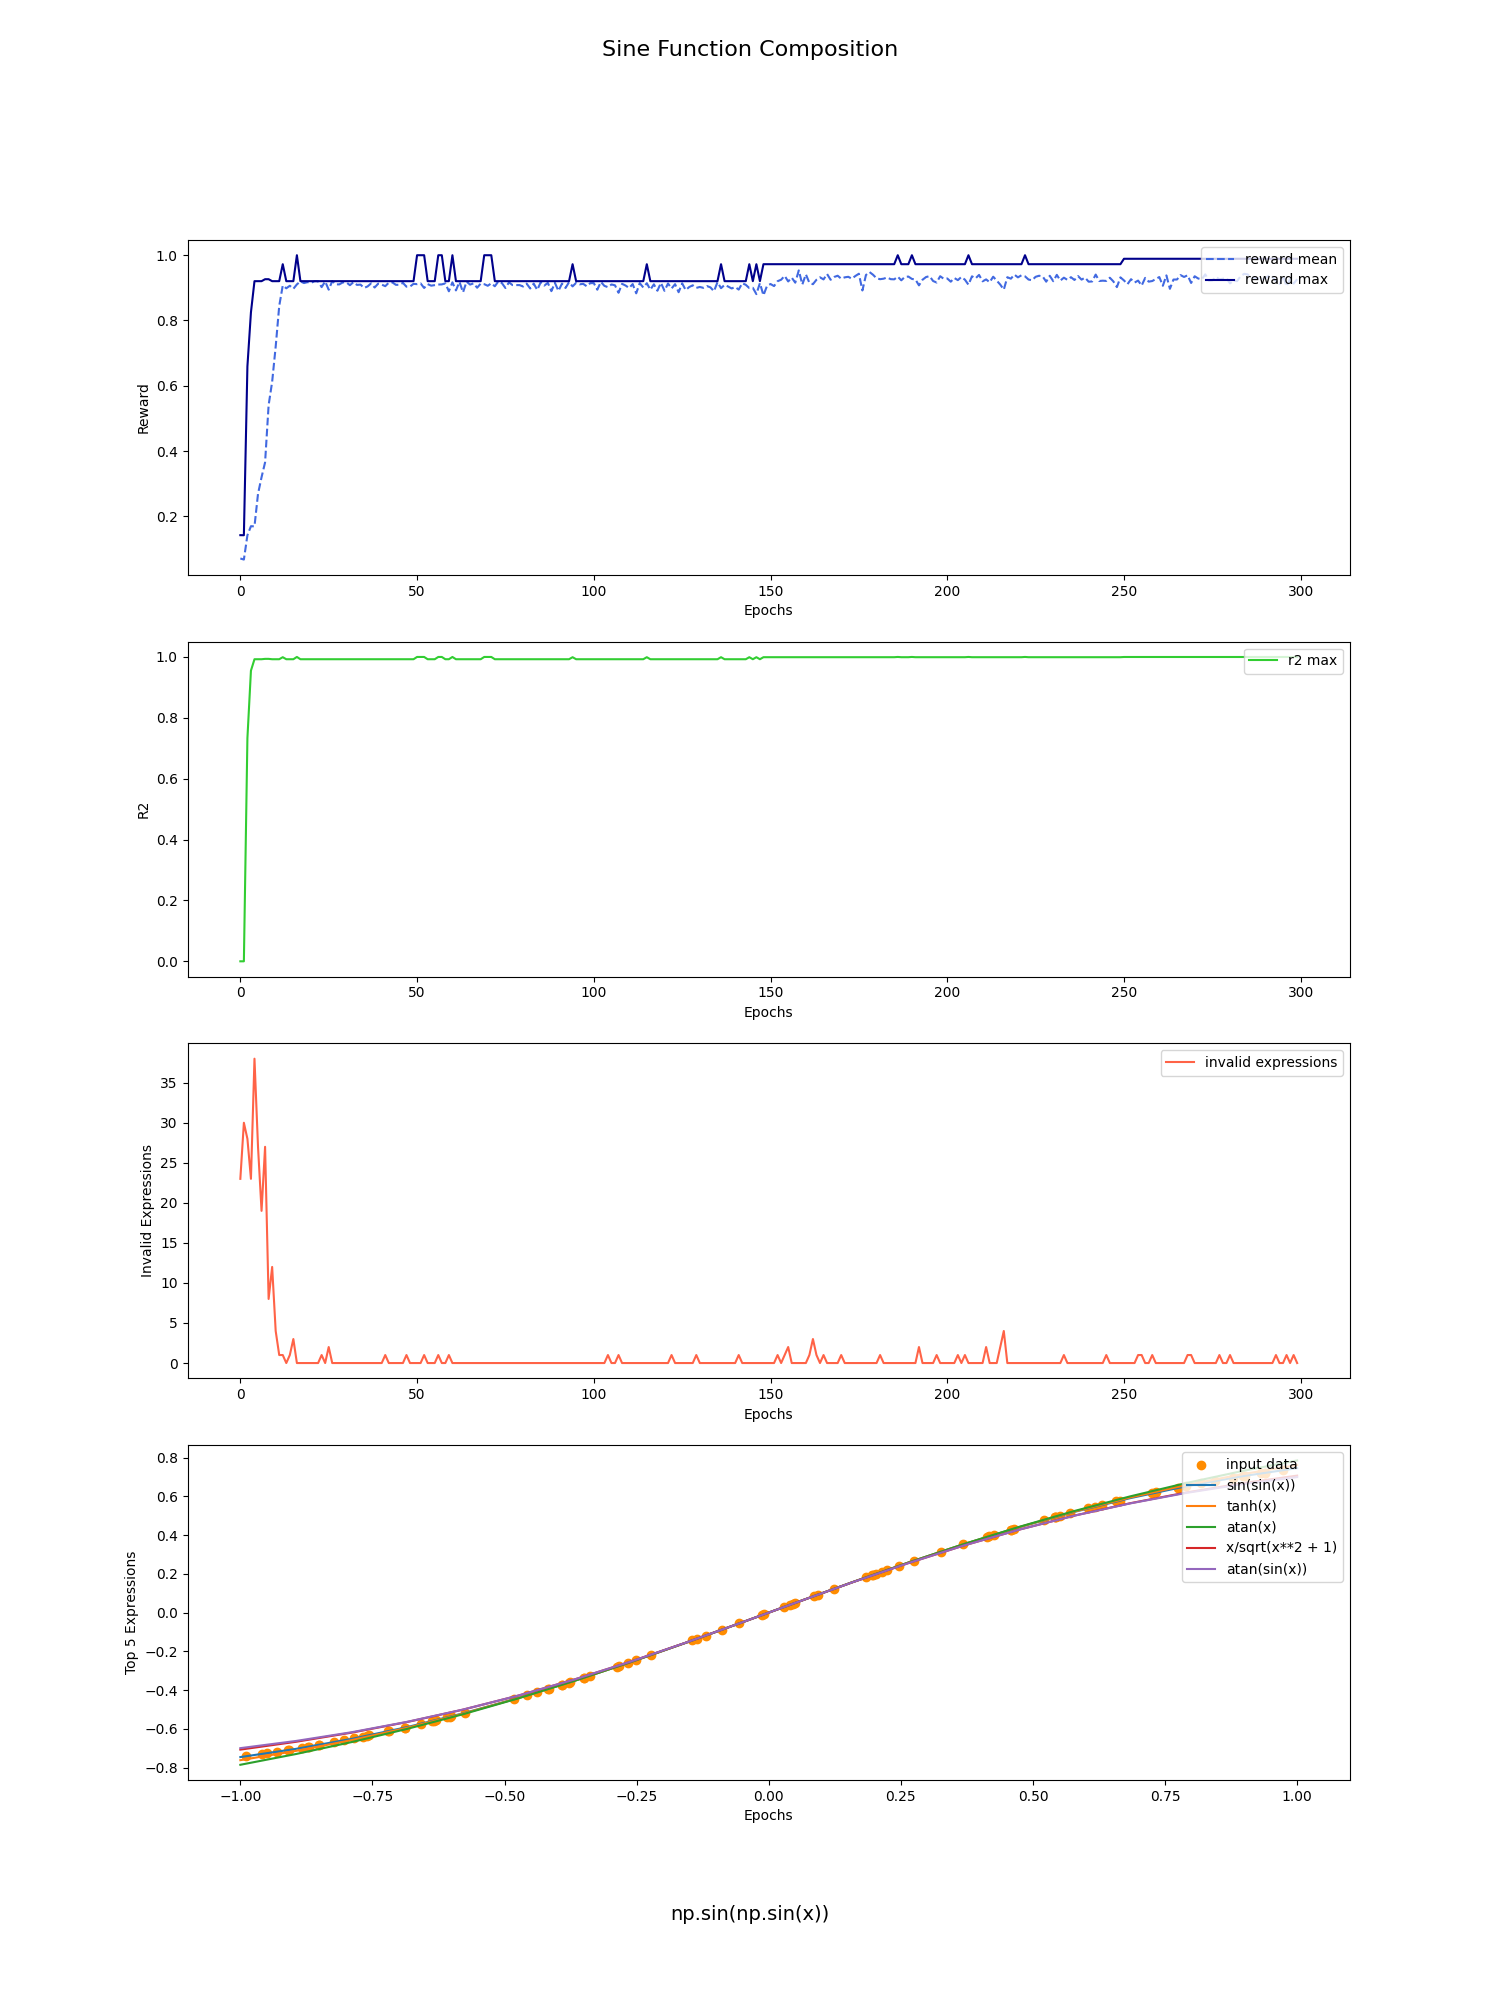 Sine Function Composition
1.0
0.8
0.6
0.4
0.2
Reward
reward mean
reward max
0 50 100 150 200 250 300
Epochs
1.0
0.8
0.6
0.4
0.2
0.0
R2
r2 max
0 50 100 150 200 250 300
Epochs
35
30
25
20
15
10
5
0
Invalid Expressions
invalid expressions
0 50 100 150 200 250 300
Epochs
0.8
0.6
0.4
0.2
0.0
−0.2
−0.4
−0.6
−0.8
Top 5 Expressions
input data
sin(sin(x))
tanh(x)
atan(x)
x/sqrt(x**2 + 1)
atan(sin(x))
−1.00 −0.75 −0.50 −0.25 0.00 0.25 0.50 0.75 1.00
Epochs
np.sin(np.sin(x))